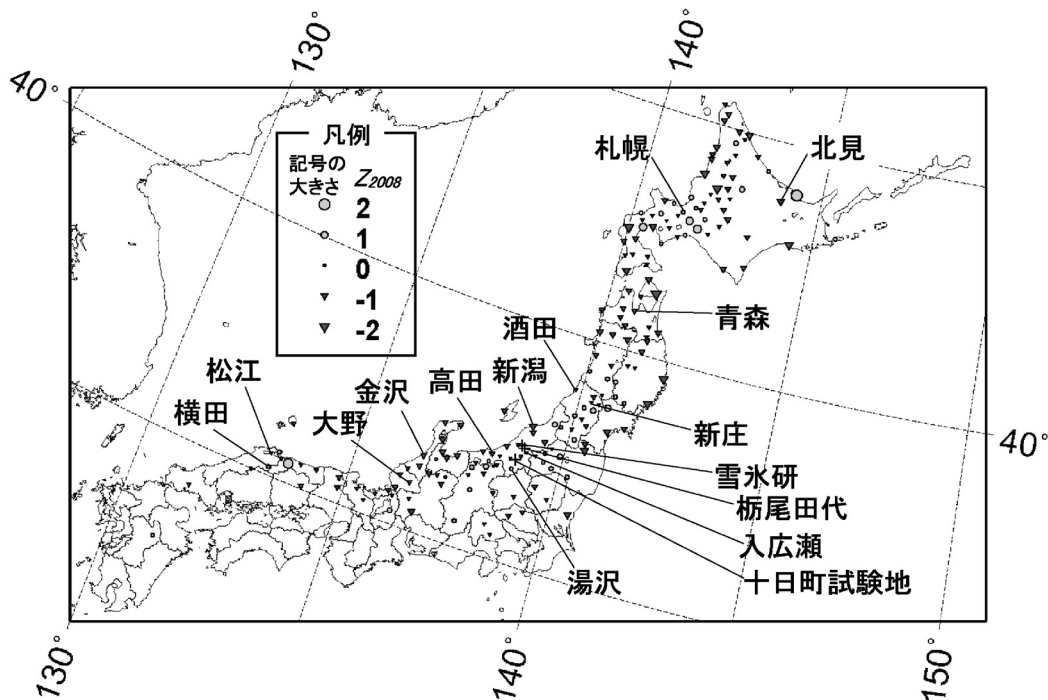 130°
140°
40°
凡例
記号の
大きさ Z2008
2
1
0
-1
-2
札幌
北見
青森
酒田
新潟
高田
金沢
松江
横田
大野
新庄
雪氷研
栃尾田代
入広瀬
十日町試験地
湯沢
40°
130°
140°
150°